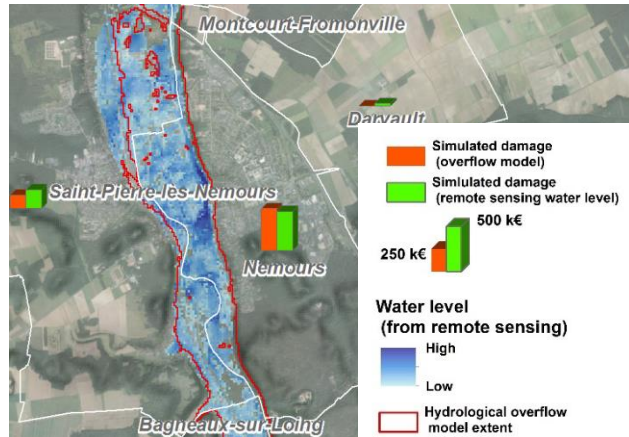 Montcourt-Fromonville
Darvault
Saint-Pierre-les-Nemours
Nemours
Bagneaux-sur-Loing
Simulated damage
(overflow model)
Simlulated damage
(remote sensing water level)
500 k€
250 k€
Water level
(from remote sensing)
High
Low
Hydrological overflow
model extent